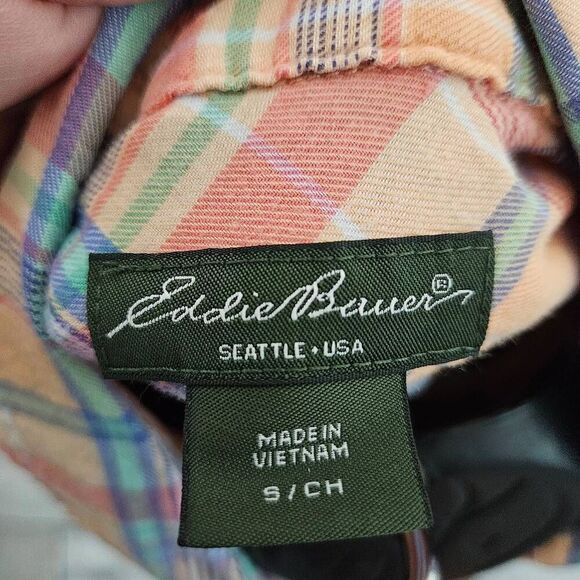 Eddie Bauer®
SEATTLE • USA
MADE IN
VIETNAM
S / CH